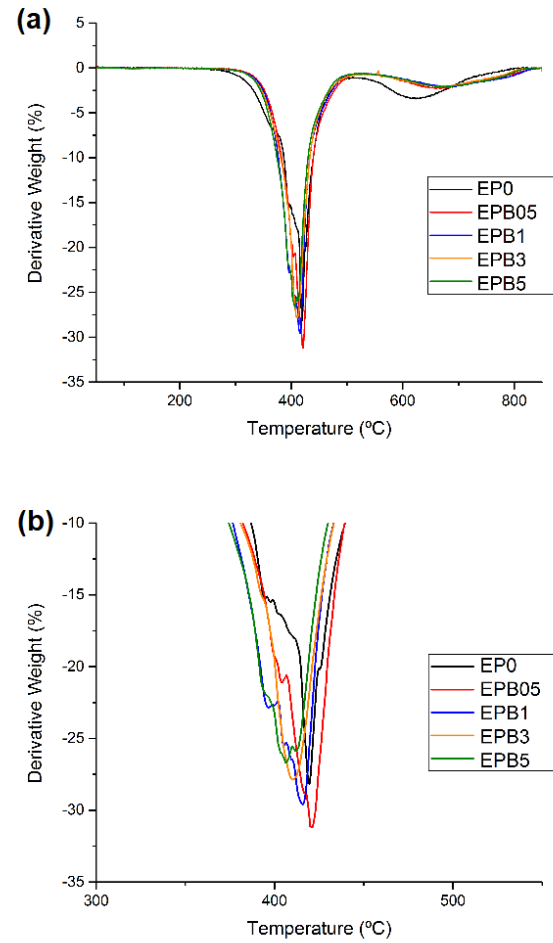 (a)
5
0
-5
-10
-15
-20
-25
-30
-35
Derivative Weight (%)
EP0
EPB05
EPB1
EPB3
EPB5
200
400
600
800
Temperature (ºC)
(b)
-10
-15
-20
-25
-30
-35
Derivative Weight (%)
EP0
EPB05
EPB1
EPB3
EPB5
300
400
500
Temperature (ºC)